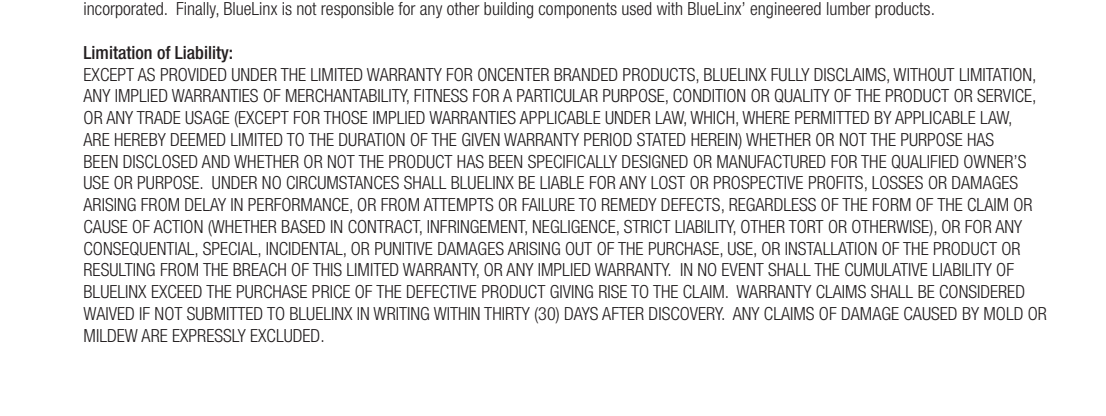 incorporated.  Finally, BlueLinx is not responsible for any other building components used with BlueLinx’ engineered lumber products.
Limitation of Liability:
EXCEPT AS PROVIDED UNDER THE LIMITED WARRANTY FOR ONCENTER BRANDED PRODUCTS, BLUELINX FULLY DISCLAIMS, WITHOUT LIMITATION,
ANY IMPLIED WARRANTIES OF MERCHANTABILITY, FITNESS FOR A PARTICULAR PURPOSE, CONDITION OR QUALITY OF THE PRODUCT OR SERVICE,
OR ANY TRADE USAGE (EXCEPT FOR THOSE IMPLIED WARRANTIES APPLICABLE UNDER LAW, WHICH, WHERE PERMITTED BY APPLICABLE LAW,
ARE HEREBY DEEMED LIMITED TO THE DURATION OF THE GIVEN WARRANTY PERIOD STATED HEREIN) WHETHER OR NOT THE PURPOSE HAS
BEEN DISCLOSED AND WHETHER OR NOT THE PRODUCT HAS BEEN SPECIFICALLY DESIGNED OR MANUFACTURED FOR THE QUALIFIED OWNER’S
USE OR PURPOSE.  UNDER NO CIRCUMSTANCES SHALL BLUELINX BE LIABLE FOR ANY LOST OR PROSPECTIVE PROFITS, LOSSES OR DAMAGES
ARISING FROM DELAY IN PERFORMANCE, OR FROM ATTEMPTS OR FAILURE TO REMEDY DEFECTS, REGARDLESS OF THE FORM OF THE CLAIM OR
CAUSE OF ACTION (WHETHER BASED IN CONTRACT, INFRINGEMENT, NEGLIGENCE, STRICT LIABILITY, OTHER TORT OR OTHERWISE), OR FOR ANY
CONSEQUENTIAL, SPECIAL, INCIDENTAL, OR PUNITIVE DAMAGES ARISING OUT OF THE PURCHASE, USE, OR INSTALLATION OF THE PRODUCT OR
RESULTING FROM THE BREACH OF THIS LIMITED WARRANTY, OR ANY IMPLIED WARRANTY.  IN NO EVENT SHALL THE CUMULATIVE LIABILITY OF
BLUELINX EXCEED THE PURCHASE PRICE OF THE DEFECTIVE PRODUCT GIVING RISE TO THE CLAIM.  WARRANTY CLAIMS SHALL BE CONSIDERED
WAIVED IF NOT SUBMITTED TO BLUELINX IN WRITING WITHIN THIRTY (30) DAYS AFTER DISCOVERY.  ANY CLAIMS OF DAMAGE CAUSED BY MOLD OR
MILDEW ARE EXPRESSLY EXCLUDED.